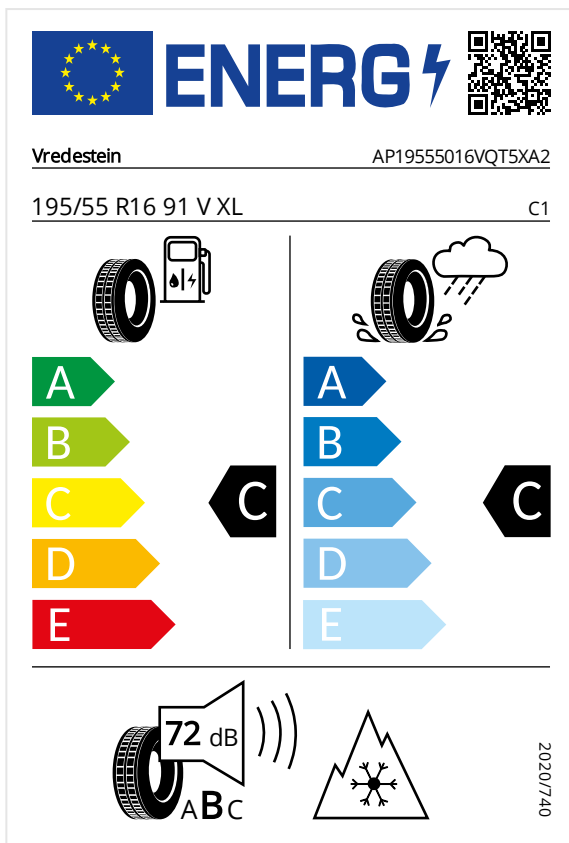 ENERG
Vredestein AP19555016VQT5XA2
195/55 R16 91 V XL C1
A A
B B
C C C C
D D
E E
72 dB
ABC
2020/740